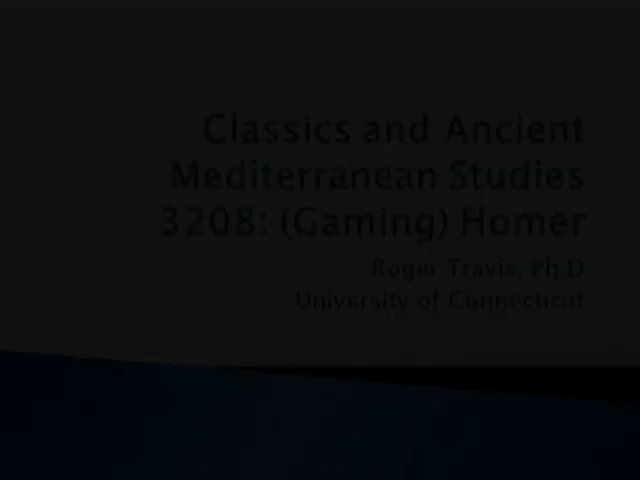 Classics and Ancient
Mediterranean Studies
3208: (Gaming) Homer
Roger Travis, Ph.D
University of Connecticut